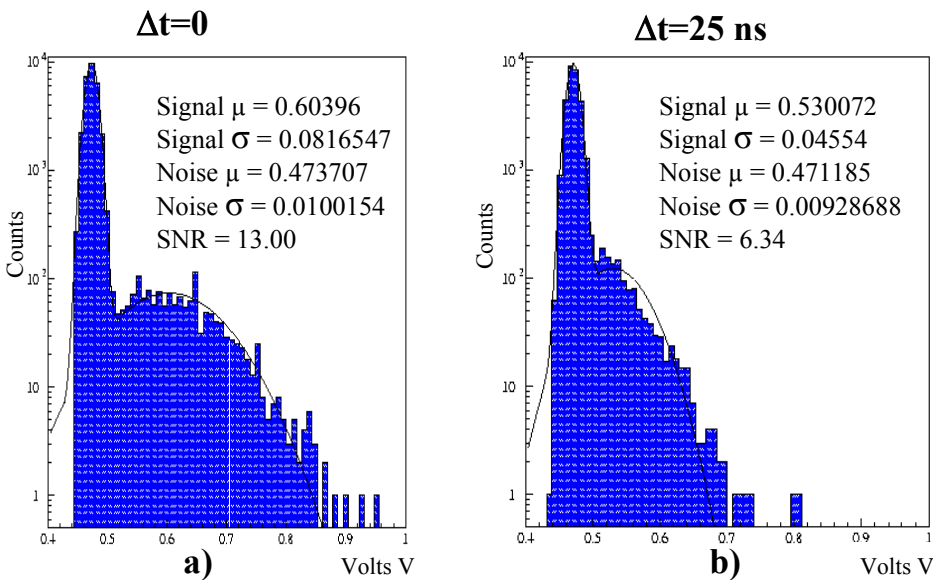 Δt=0
10⁴
10³
10²
10
1
Counts
Signal μ = 0.60396
Signal σ = 0.0816547
Noise μ = 0.473707
Noise σ = 0.0100154
SNR = 13.00
0.4 0.5 0.6 0.7 0.8 0.9 1
a)
Volts V
Δt=25 ns
10⁴
10³
10²
10
1
Counts
Signal μ = 0.530072
Signal σ = 0.04554
Noise μ = 0.471185
Noise σ = 0.00928688
SNR = 6.34
0.4 0.5 0.6 0.7 0.8 0.9 1
b)
Volts V